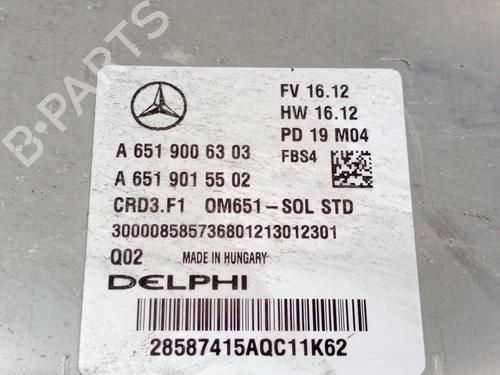 B-PARTS
FV 16.12
HW 16.12
PD 19 M04
FBS4
A 651 900 63 03
A 651 901 55 02
CRD3.F1 OM651-SOL STD
300008585736801213012301
Q02 MADE IN HUNGARY
DELPHI
28587415AQC11K62